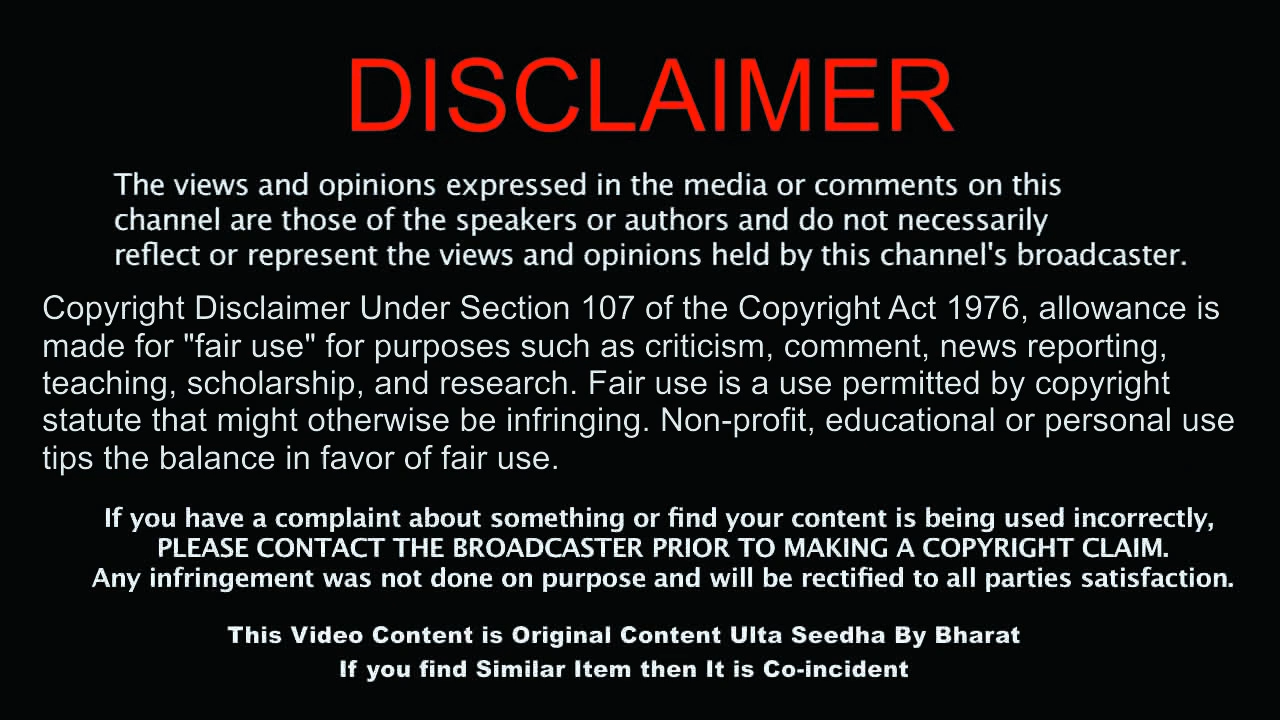 DISCLAIMER
The views and opinions expressed in the media or comments on this
channel are those of the speakers or authors and do not necessarily
reflect or represent the views and opinions held by this channel's broadcaster.
Copyright Disclaimer Under Section 107 of the Copyright Act 1976, allowance is
made for "fair use" for purposes such as criticism, comment, news reporting,
teaching, scholarship, and research. Fair use is a use permitted by copyright
statute that might otherwise be infringing. Non-profit, educational or personal use
tips the balance in favor of fair use.
If you have a complaint about something or find your content is being used incorrectly,
PLEASE CONTACT THE BROADCASTER PRIOR TO MAKING A COPYRIGHT CLAIM.
Any infringement was not done on purpose and will be rectified to all parties satisfaction.
This Video Content is Original Content Ulta Seedha By Bharat
If you find Similar Item then It is Co-incident